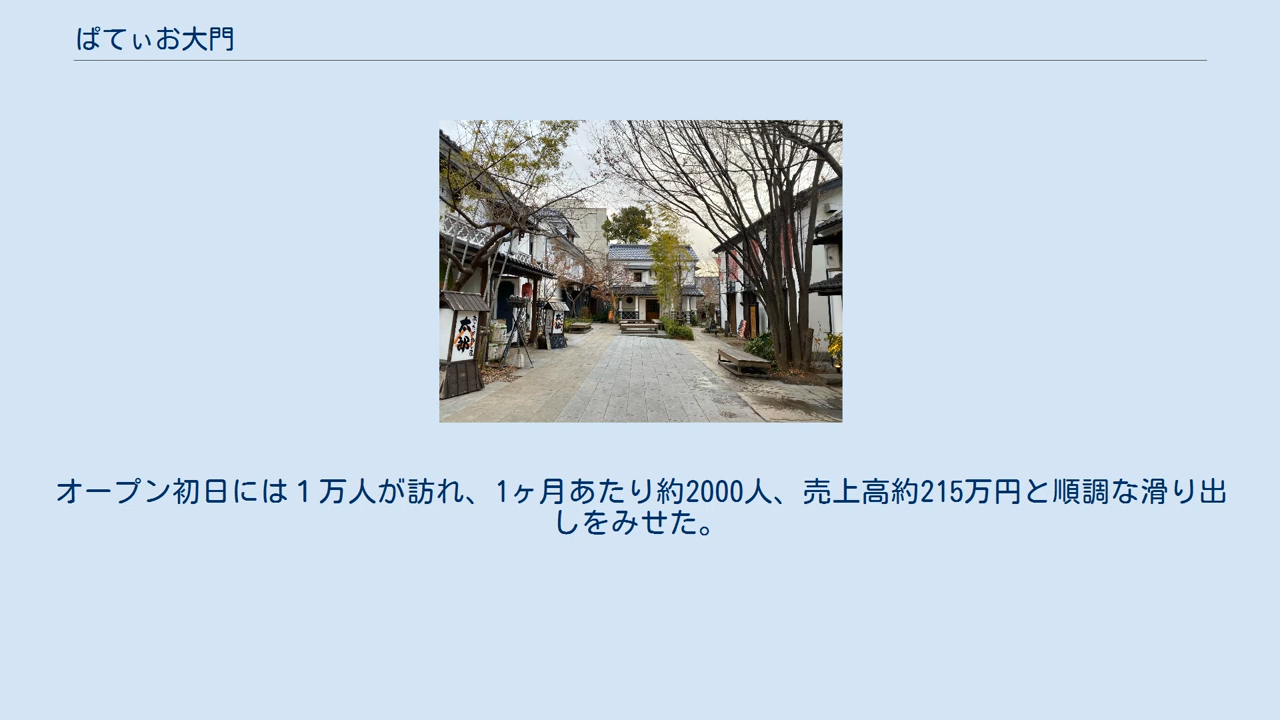 ぱてぃお大門
オープン初日には１万人が訪れ、1ヶ月あたり約2000人、売上高約215万円と順調な滑り出
しをみせた。